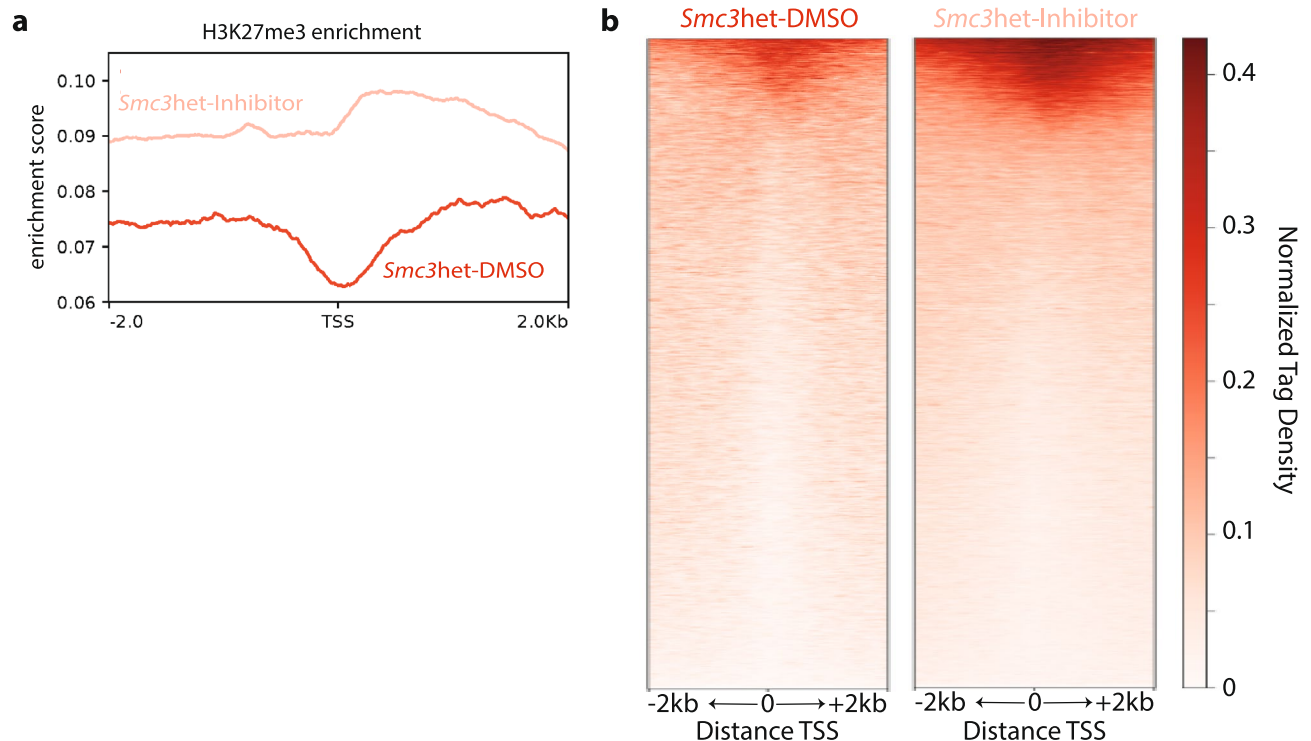 a
H3K27me3 enrichment
enrichment score
0.10
0.09
0.08
0.07
0.06
Smc3het-Inhibitor
Smc3het-DMSO
-2.0
TSS
2.0Kb
b
Smc3het-DMSO
Smc3het-Inhibitor
-2kb
0
+2kb
Distance TSS
-2kb
0
+2kb
Distance TSS
0.4
0.3
0.2
0.1
0
Normalized Tag Density